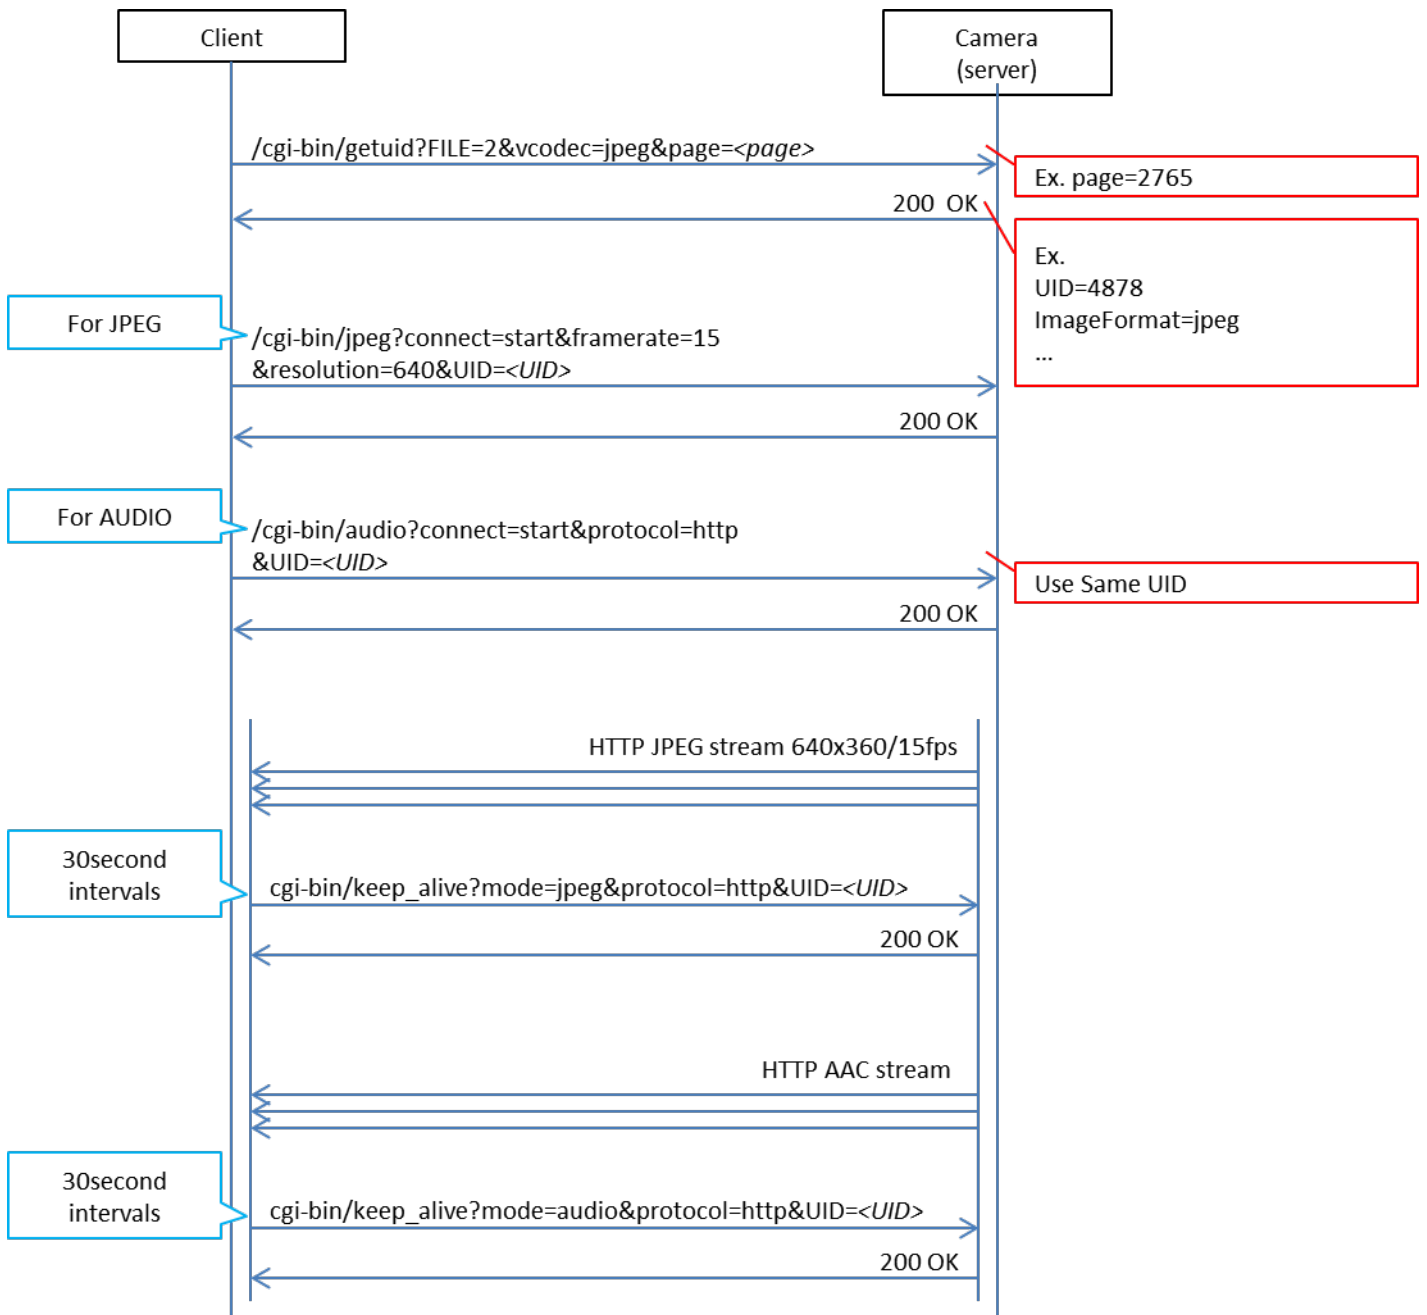 Client
Camera
(server)
/cgi-bin/getuid?FILE=2&vcodec=jpeg&page=<page>
Ex. page=2765
200  OK
Ex.
UID=4878
ImageFormat=jpeg
...
For JPEG
/cgi-bin/jpeg?connect=start&framerate=15
&resolution=640&UID=<UID>
200 OK
For AUDIO
/cgi-bin/audio?connect=start&protocol=http
&UID=<UID>
Use Same UID
200 OK
HTTP JPEG stream 640x360/15fps
30second
intervals
cgi-bin/keep_alive?mode=jpeg&protocol=http&UID=<UID>
200 OK
HTTP AAC stream
30second
intervals
cgi-bin/keep_alive?mode=audio&protocol=http&UID=<UID>
200 OK